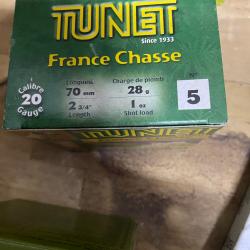 TUNET
Since 1933
France Chasse
Calibre
20
Gauge
Longueur
70 mm
2 3/4"
Length
Charge de plomb
28 g
1 oz
Shot load
N°
5